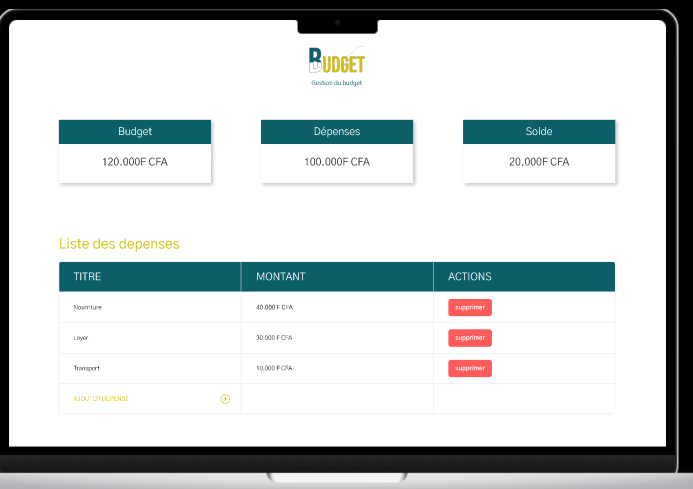 BUDGET
Gestion du budget
Budget
Dépenses
Solde
120.000F CFA
100.000F CFA
20.000F CFA
Liste des depenses
TITRE
MONTANT
ACTIONS
Nourriture
40.000 F CFA
supprimer
Loyer
30.000 F CFA
supprimer
Transport
10.000 F CFA
supprimer
AJOUTER DEPENSE